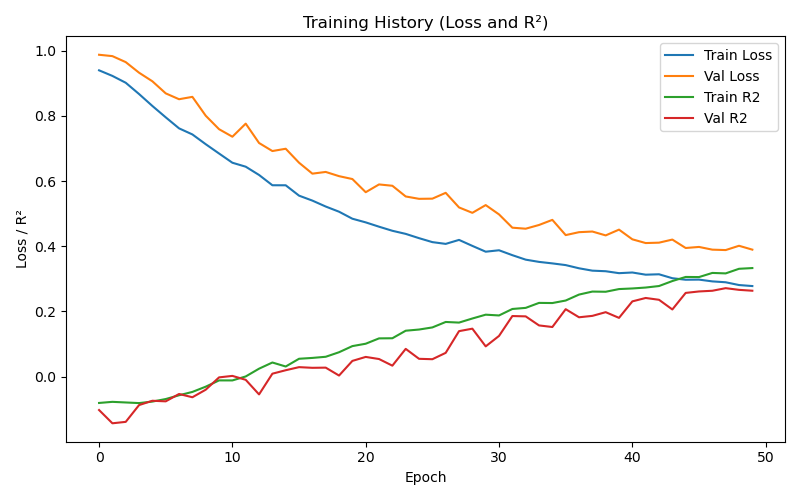 Training History (Loss and R²)
Loss / R²
1.0
0.8
0.6
0.4
0.2
0.0
Train Loss
Val Loss
Train R2
Val R2
0 10 20 30 40 50
Epoch